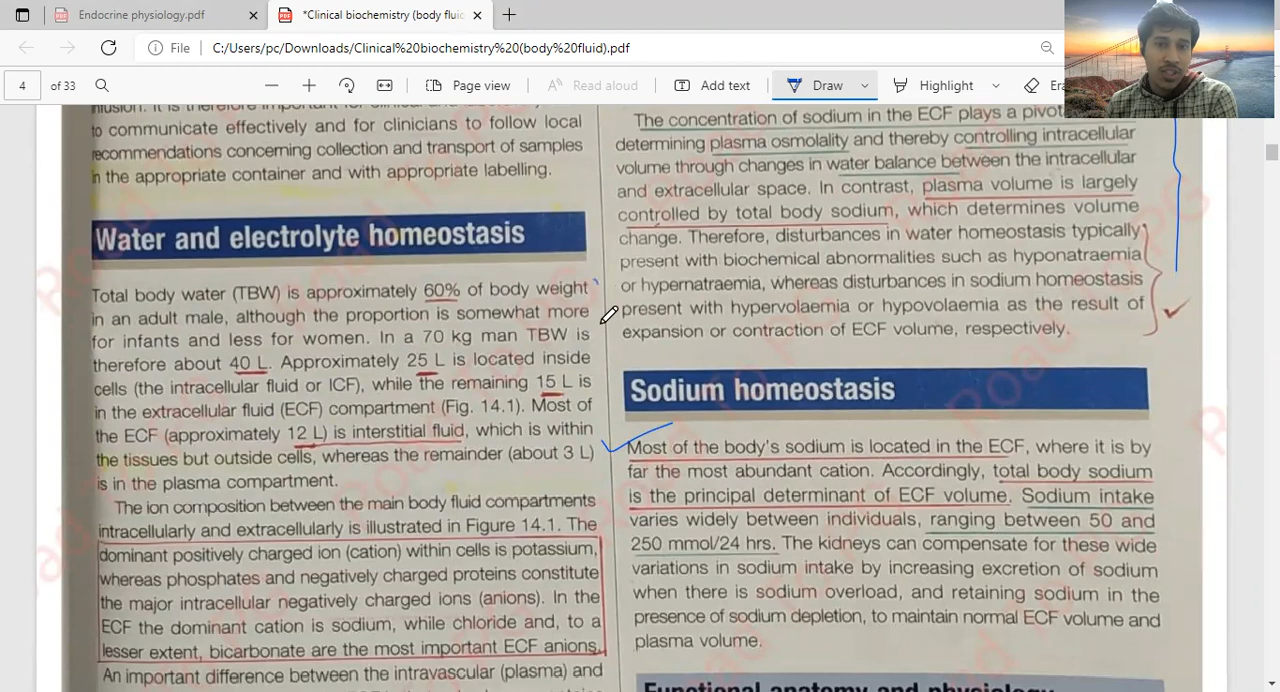 Endocrine physiology.pdf
*Clinical biochemistry (body fluid
File
C:/Users/pc/Downloads/Clinical%20biochemistry%20(body%20fluid).pdf
4 of 33
Page view
Read aloud
Add text
Draw
Highlight
to communicate effectively and for clinicians to follow local
recommendations concerning collection and transport of samples
in the appropriate container and with appropriate labelling.
Water and electrolyte homeostasis
Total body water (TBW) is approximately 60% of body weight
in an adult male, although the proportion is somewhat more
for infants and less for women. In a 70 kg man TBW is
therefore about 40 L. Approximately 25 L is located inside
cells (the intracellular fluid or ICF), while the remaining 15 L is
in the extracellular fluid (ECF) compartment (Fig. 14.1). Most of
the ECF (approximately 12 L) is interstitial fluid, which is within
the tissues but outside cells, whereas the remainder (about 3 L)
is in the plasma compartment.
The ion composition between the main body fluid compartments
intracellularly and extracellularly is illustrated in Figure 14.1. The
dominant positively charged ion (cation) within cells is potassium,
whereas phosphates and negatively charged proteins constitute
the major intracellular negatively charged ions (anions). In the
ECF the dominant cation is sodium, while chloride and, to a
lesser extent, bicarbonate are the most important ECF anions.
An important difference between the intravascular (plasma) and
The concentration of sodium in the ECF plays a
determining plasma osmolality and thereby controlling intracellular
volume through changes in water balance between the intracellular
and extracellular space. In contrast, plasma volume is largely
controlled by total body sodium, which determines volume
change. Therefore, disturbances in water homeostasis typically
present with biochemical abnormalities such as hyponatraemia
or hypernatraemia, whereas disturbances in sodium homeostasis
present with hypervolaemia or hypovolaemia as the result of
expansion or contraction of ECF volume, respectively.
Sodium homeostasis
Most of the body's sodium is located in the ECF, where it is by
far the most abundant cation. Accordingly, total body sodium
is the principal determinant of ECF volume. Sodium intake
varies widely between individuals, ranging between 50 and
250 mmol/24 hrs. The kidneys can compensate for these wide
variations in sodium intake by increasing excretion of sodium
when there is sodium overload, and retaining sodium in the
presence of sodium depletion, to maintain normal ECF volume and
plasma volume.
Functional anatomy and physiology